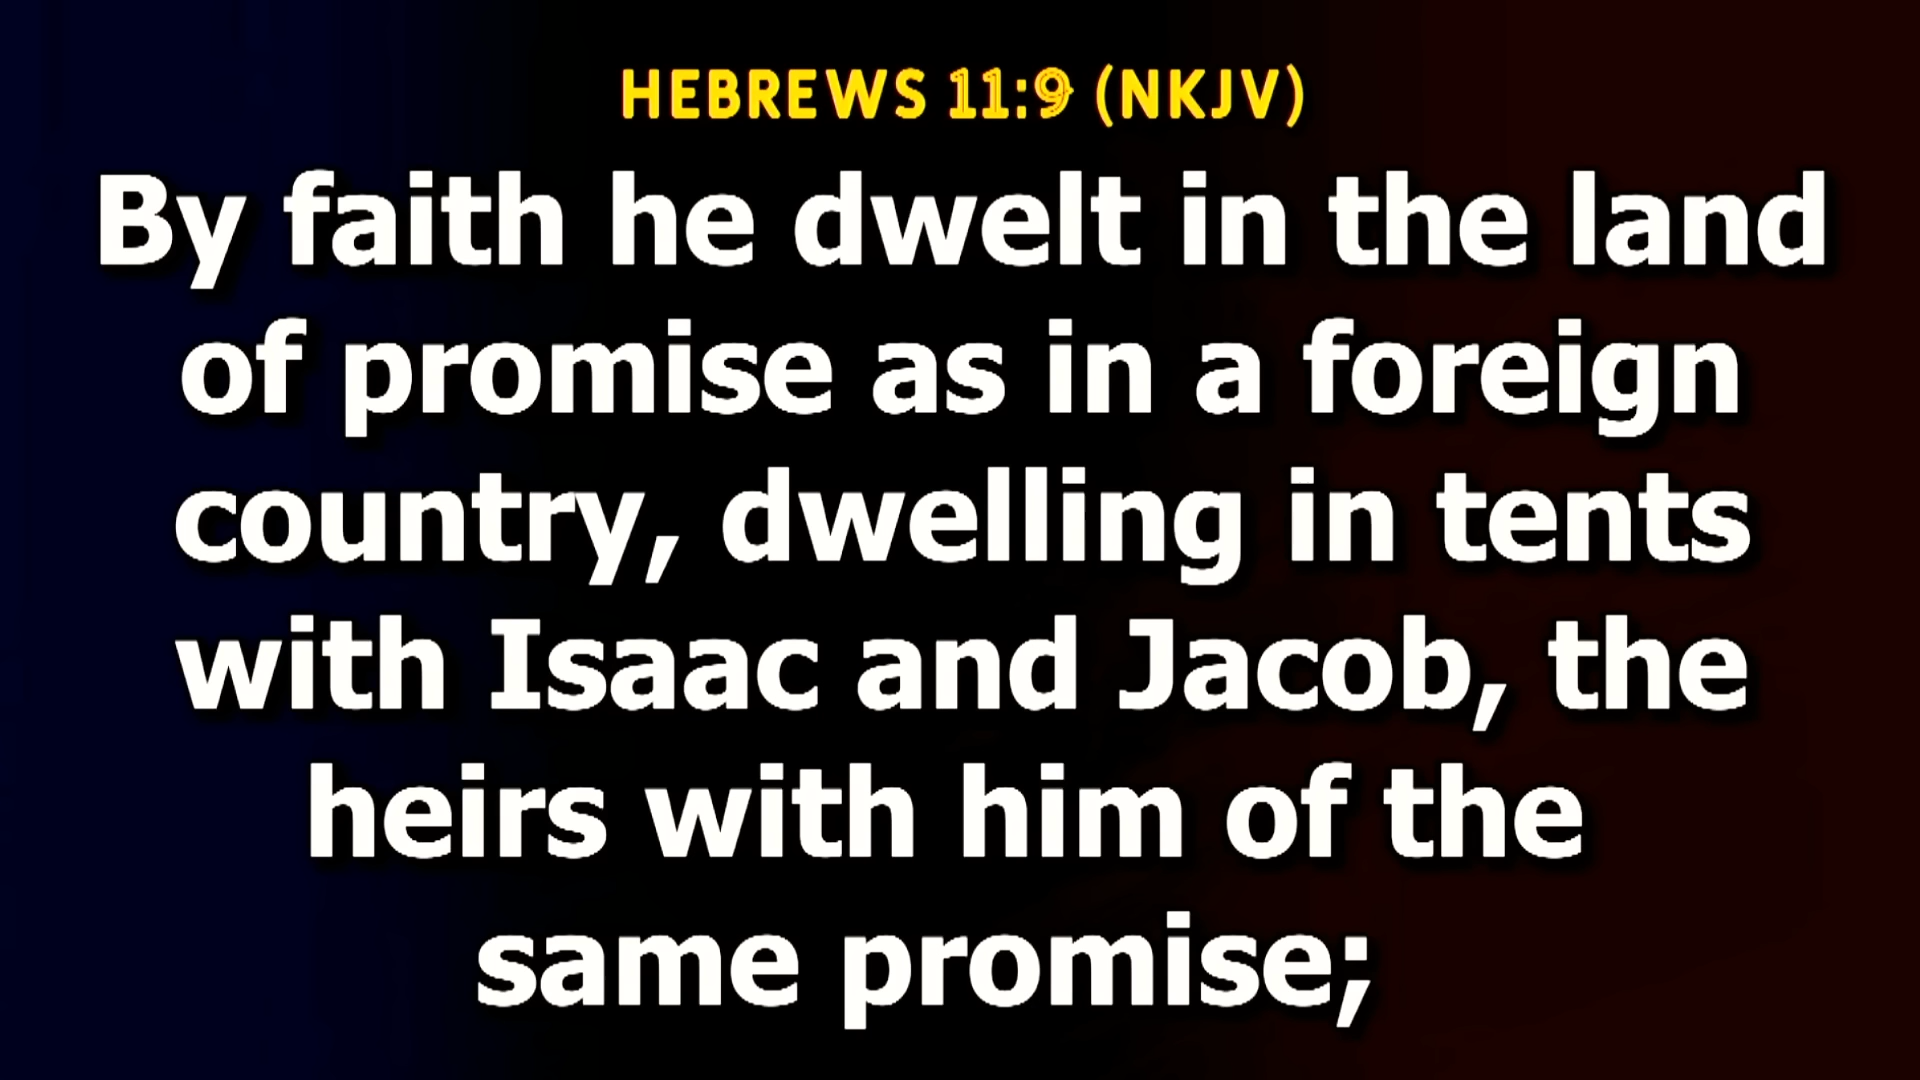 HEBREWS 11:9 (NKJV)
By faith he dwelt in the land
of promise as in a foreign
country, dwelling in tents
with Isaac and Jacob, the
heirs with him of the
same promise;